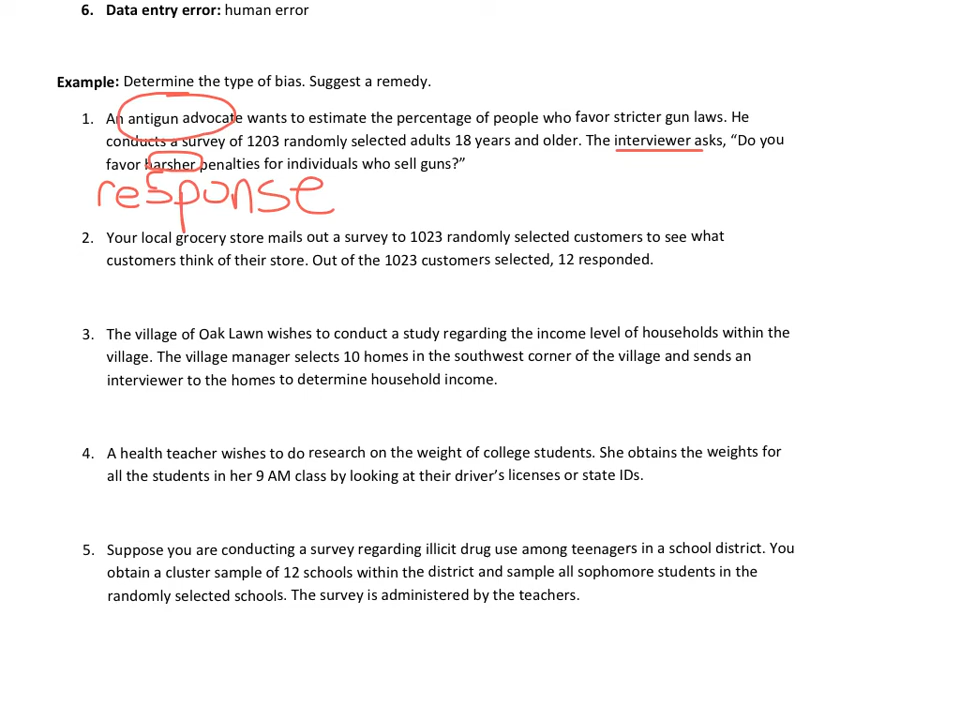 6. Data entry error: human error
Example: Determine the type of bias. Suggest a remedy.
1. An antigun advocate wants to estimate the percentage of people who favor stricter gun laws. He
conducts a survey of 1203 randomly selected adults 18 years and older. The interviewer asks, “Do you
favor harsher penalties for individuals who sell guns?”
response
2. Your local grocery store mails out a survey to 1023 randomly selected customers to see what
customers think of their store. Out of the 1023 customers selected, 12 responded.
3. The village of Oak Lawn wishes to conduct a study regarding the income level of households within the
village. The village manager selects 10 homes in the southwest corner of the village and sends an
interviewer to the homes to determine household income.
4. A health teacher wishes to do research on the weight of college students. She obtains the weights for
all the students in her 9 AM class by looking at their driver’s licenses or state IDs.
5. Suppose you are conducting a survey regarding illicit drug use among teenagers in a school district. You
obtain a cluster sample of 12 schools within the district and sample all sophomore students in the
randomly selected schools. The survey is administered by the teachers.